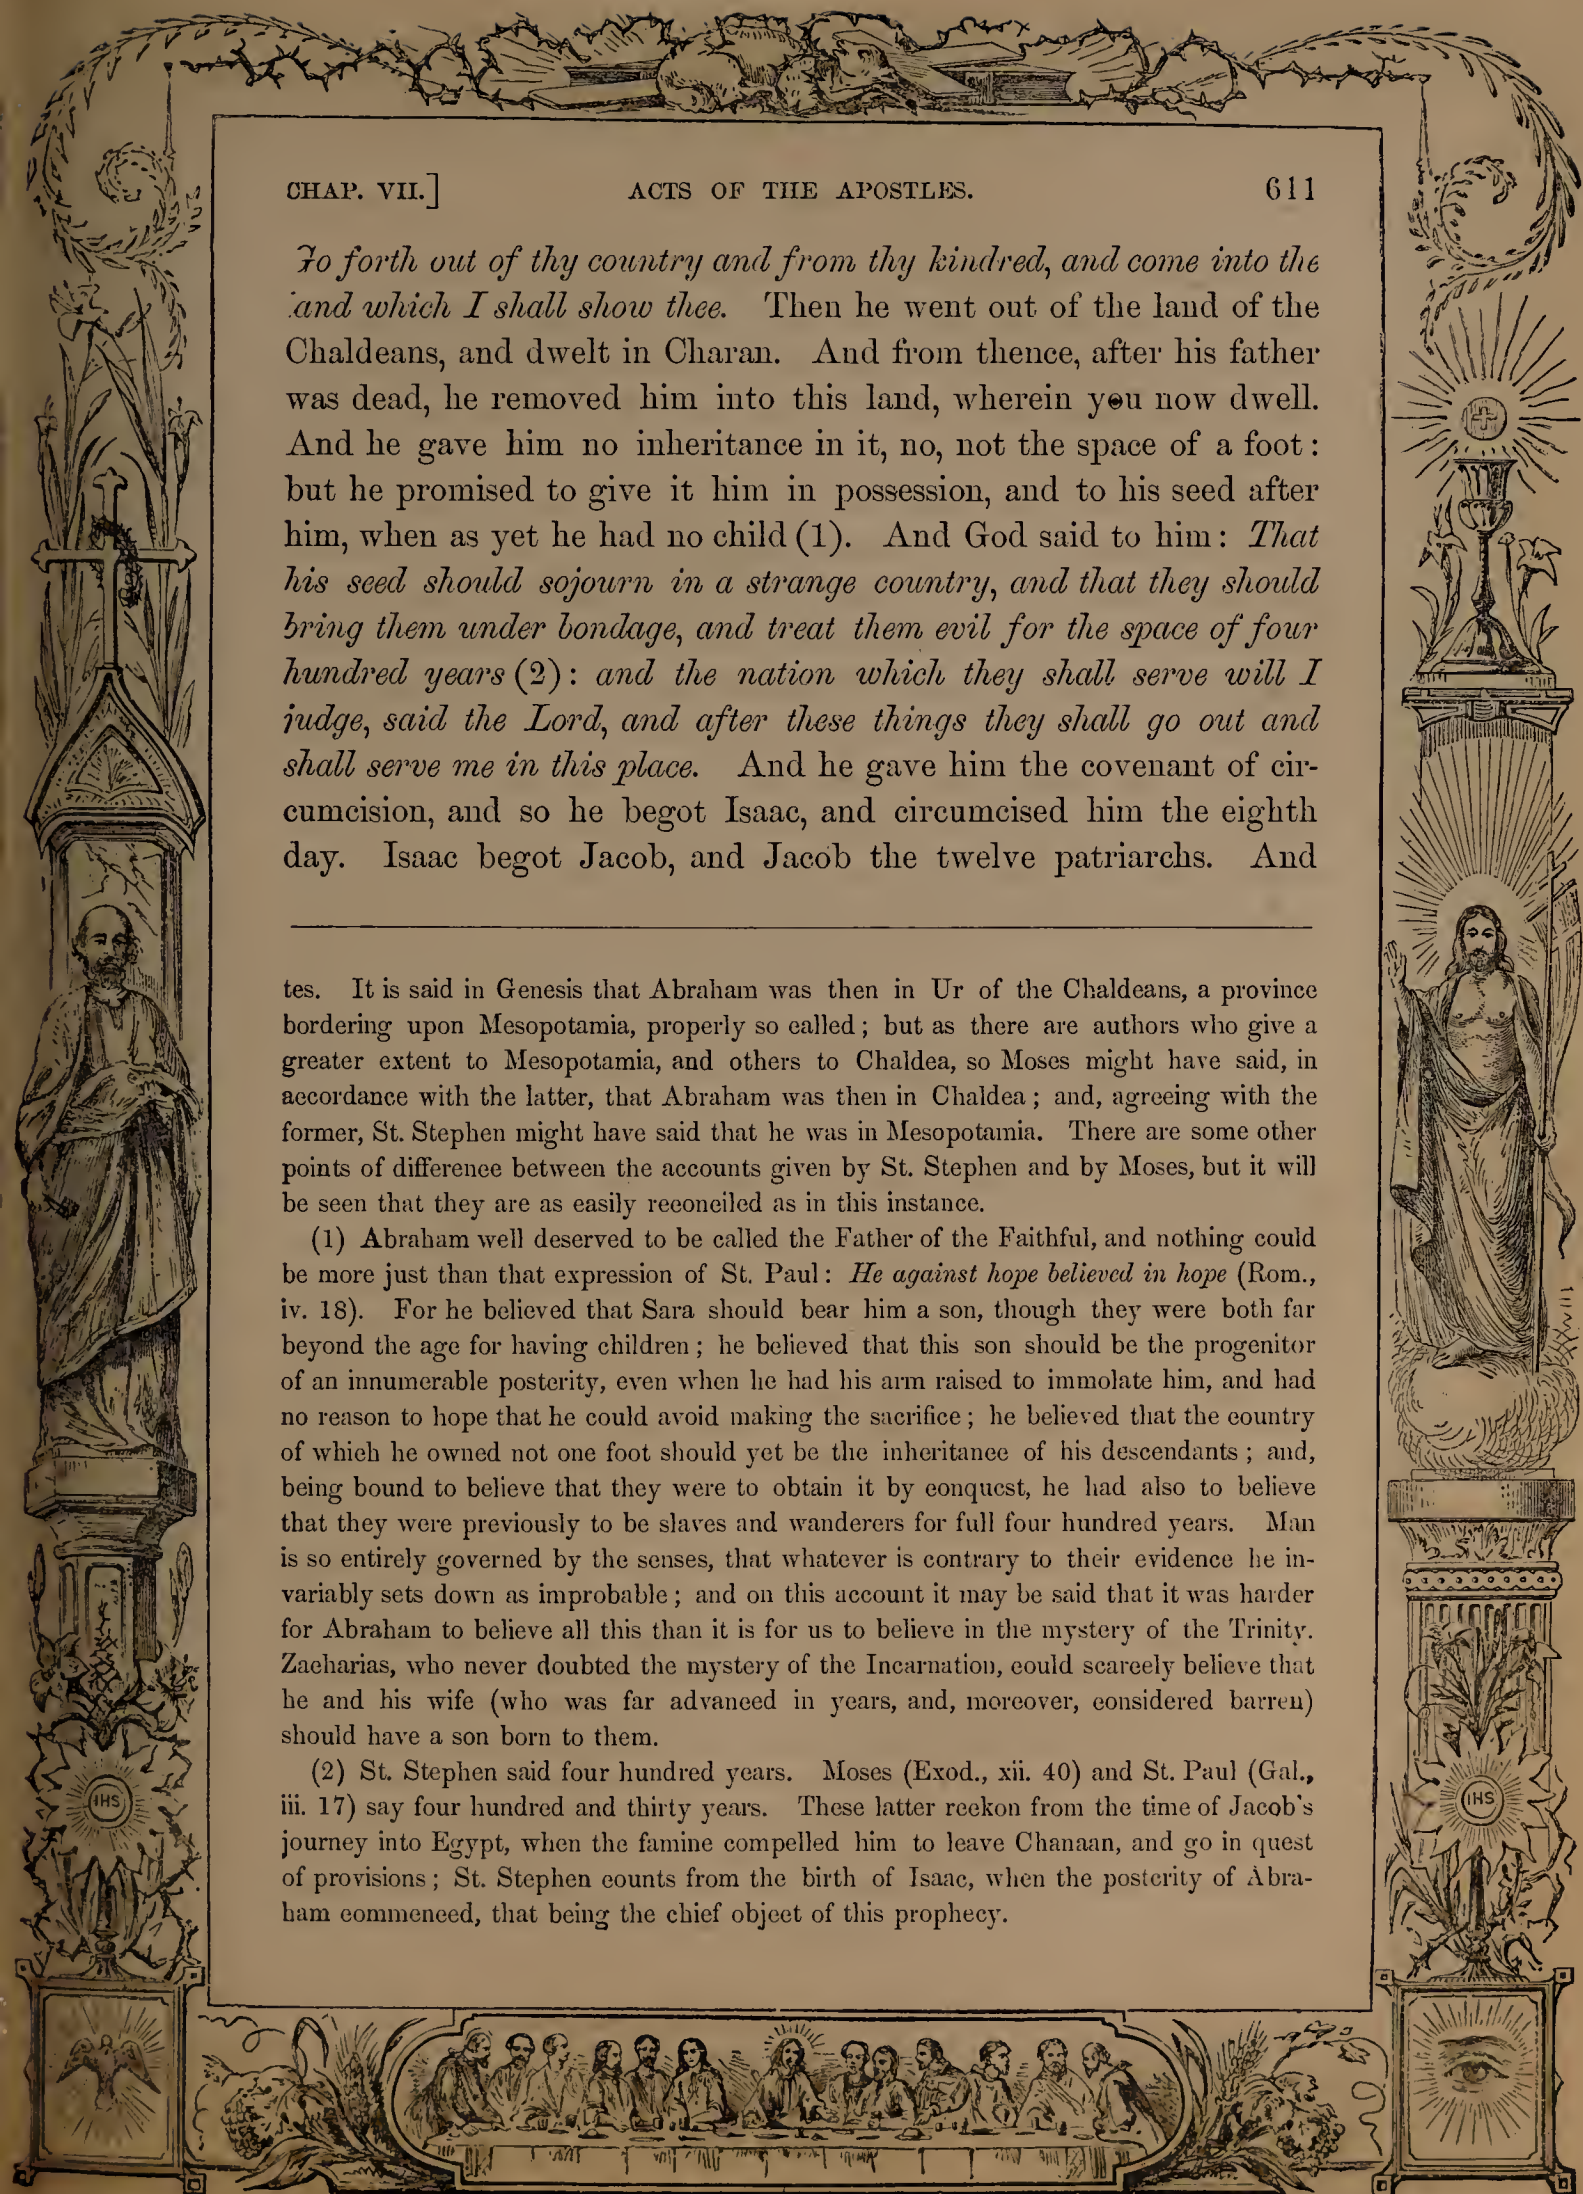 CHAP. VII.] ACTS OF THE APOSTLES. 611
Go forth out of thy country and from thy kindred, and come into the
land which I shall show thee. Then he went out of the land of the
Chaldeans, and dwelt in Charan. And from thence, after his father
was dead, he removed him into this land, wherein you now dwell.
And he gave him no inheritance in it, no, not the space of a foot:
but he promised to give it him in possession, and to his seed after
him, when as yet he had no child (1). And God said to him: That
his seed should sojourn in a strange country, and that they should
bring them under bondage, and treat them evil for the space of four
hundred years (2): and the nation which they shall serve will I
judge, said the Lord, and after these things they shall go out and
shall serve me in this place. And he gave him the covenant of cir-
cumcision, and so he begot Isaac, and circumcised him the eighth
day. Isaac begot Jacob, and Jacob the twelve patriarchs. And
tes. It is said in Genesis that Abraham was then in Ur of the Chaldeans, a province
bordering upon Mesopotamia, properly so called; but as there are authors who give a
greater extent to Mesopotamia, and others to Chaldea, so Moses might have said, in
accordance with the latter, that Abraham was then in Chaldea; and, agreeing with the
former, St. Stephen might have said that he was in Mesopotamia. There are some other
points of difference between the accounts given by St. Stephen and by Moses, but it will
be seen that they are as easily reconciled as in this instance.
(1) Abraham well deserved to be called the Father of the Faithful, and nothing could
be more just than that expression of St. Paul: He against hope believed in hope (Rom.,
iv. 18). For he believed that Sara should bear him a son, though they were both far
beyond the age for having children; he believed that this son should be the progenitor
of an innumerable posterity, even when he had his arm raised to immolate him, and had
no reason to hope that he could avoid making the sacrifice; he believed that the country
of which he owned not one foot should yet be the inheritance of his descendants; and,
being bound to believe that they were to obtain it by conquest, he had also to believe
that they were previously to be slaves and wanderers for full four hundred years. Man
is so entirely governed by the senses, that whatever is contrary to their evidence he in-
variably sets down as improbable; and on this account it may be said that it was harder
for Abraham to believe all this than it is for us to believe in the mystery of the Trinity.
Zacharias, who never doubted the mystery of the Incarnation, could scarcely believe that
he and his wife (who was far advanced in years, and, moreover, considered barren)
should have a son born to them.
(2) St. Stephen said four hundred years. Moses (Exod., xii. 40) and St. Paul (Gal.,
iii. 17) say four hundred and thirty years. These latter reckon from the time of Jacob's
journey into Egypt, when the famine compelled him to leave Chanaan, and go in quest
of provisions; St. Stephen counts from the birth of Isaac, when the posterity of Abra-
ham commenced, that being the chief object of this prophecy.
IHS
IHS